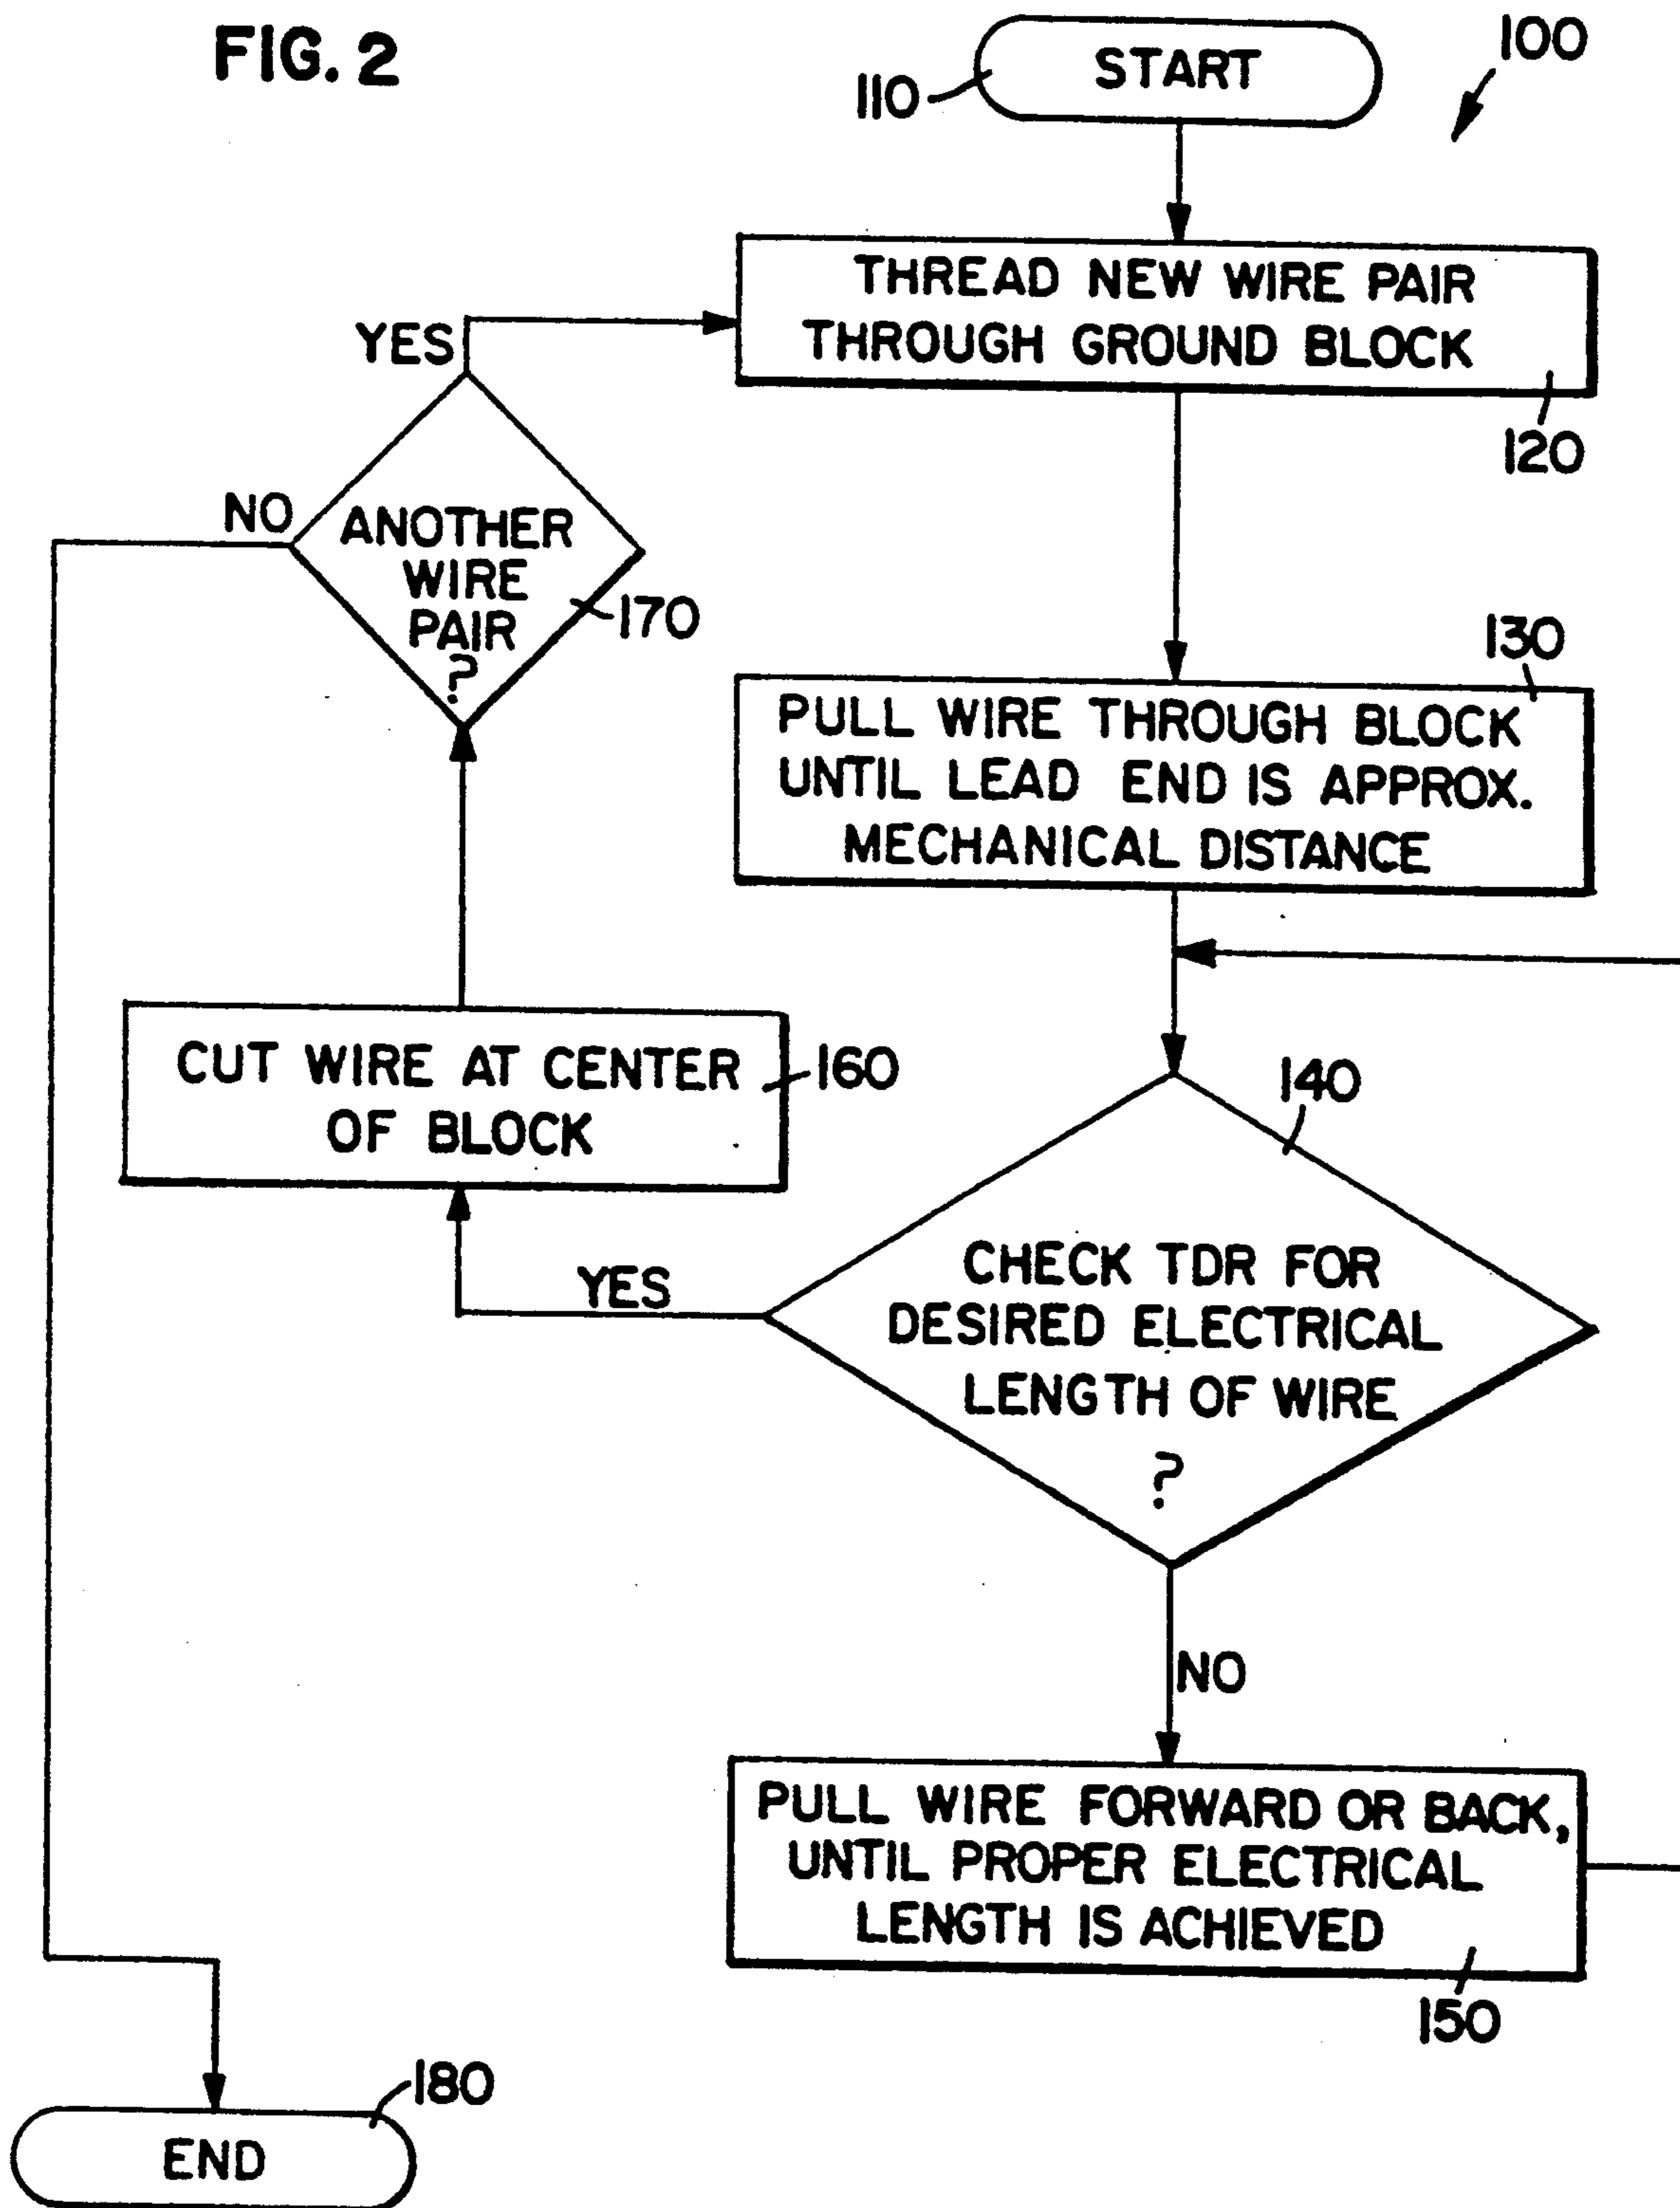 FIG. 2
START
100
110
THREAD NEW WIRE PAIR
THROUGH GROUND BLOCK
120
YES
NO
ANOTHER
WIRE
PAIR
?
170
130
PULL WIRE THROUGH BLOCK
UNTIL LEAD END IS APPROX.
MECHANICAL DISTANCE
CUT WIRE AT CENTER
OF BLOCK
160
140
CHECK TDR FOR
DESIRED ELECTRICAL
LENGTH OF WIRE
?
YES
NO
PULL WIRE FORWARD OR BACK,
UNTIL PROPER ELECTRICAL
LENGTH IS ACHIEVED
150
180
END